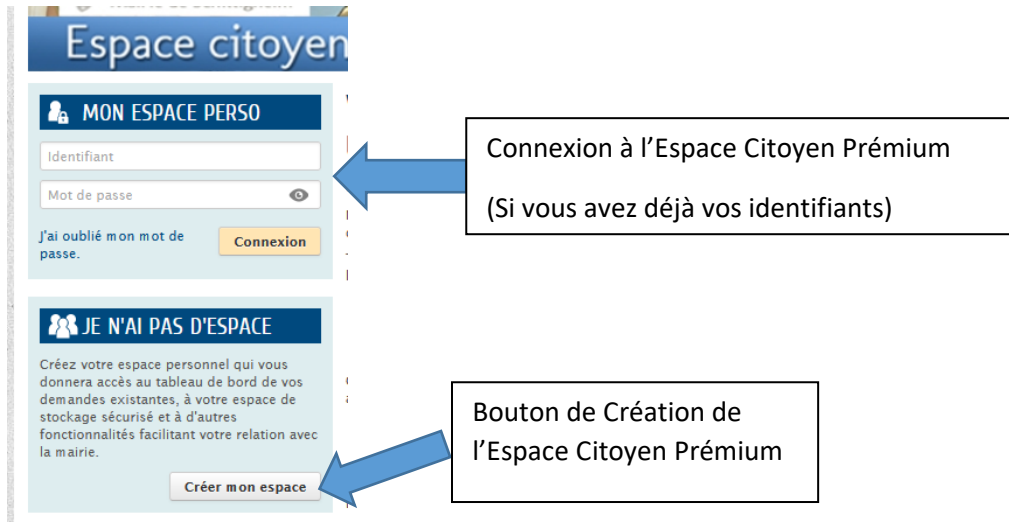 Espace citoyen
MON ESPACE PERSO
Identifiant
Mot de passe
J'ai oublié mon mot de
passe.
Connexion
Connexion à l’Espace Citoyen Prémium
(Si vous avez déjà vos identifiants)
JE N'AI PAS D'ESPACE
Créez votre espace personnel qui vous
donnera accès au tableau de bord de vos
demandes existantes, à votre espace de
stockage sécurisé et à d'autres
fonctionnalités facilitant votre relation avec
la mairie.
Créer mon espace
Bouton de Création de
l’Espace Citoyen Prémium